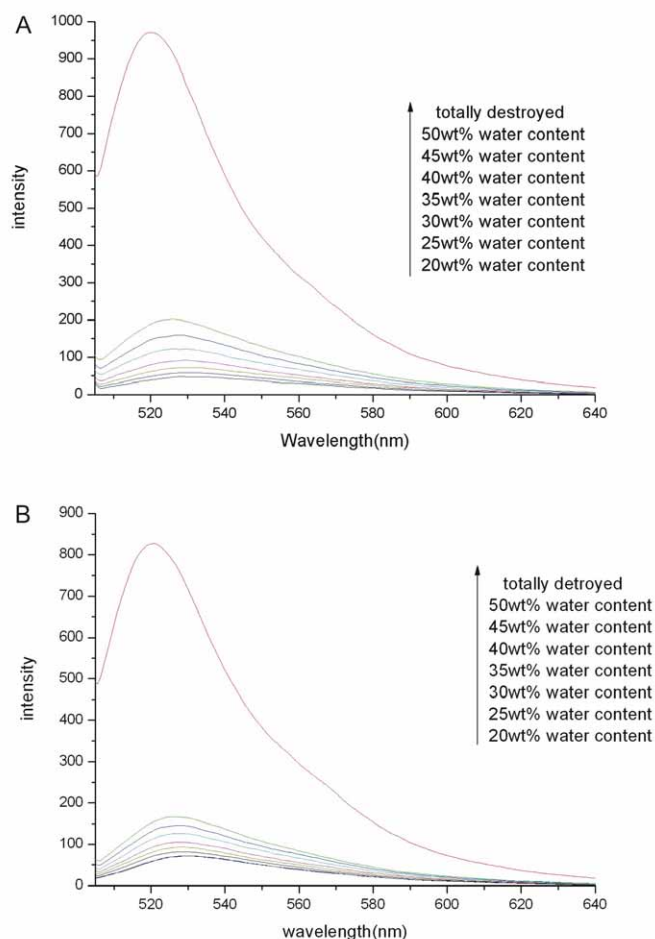 A
1000
900
800
700
600
500
400
300
200
100
0
intensity
totally destroyed
50wt% water content
45wt% water content
40wt% water content
35wt% water content
30wt% water content
25wt% water content
20wt% water content
520 540 560 580 600 620 640
Wavelength(nm)
B
900
800
700
600
500
400
300
200
100
0
intensity
totally detroyed
50wt% water content
45wt% water content
40wt% water content
35wt% water content
30wt% water content
25wt% water content
20wt% water content
520 540 560 580 600 620 640
wavelength(nm)